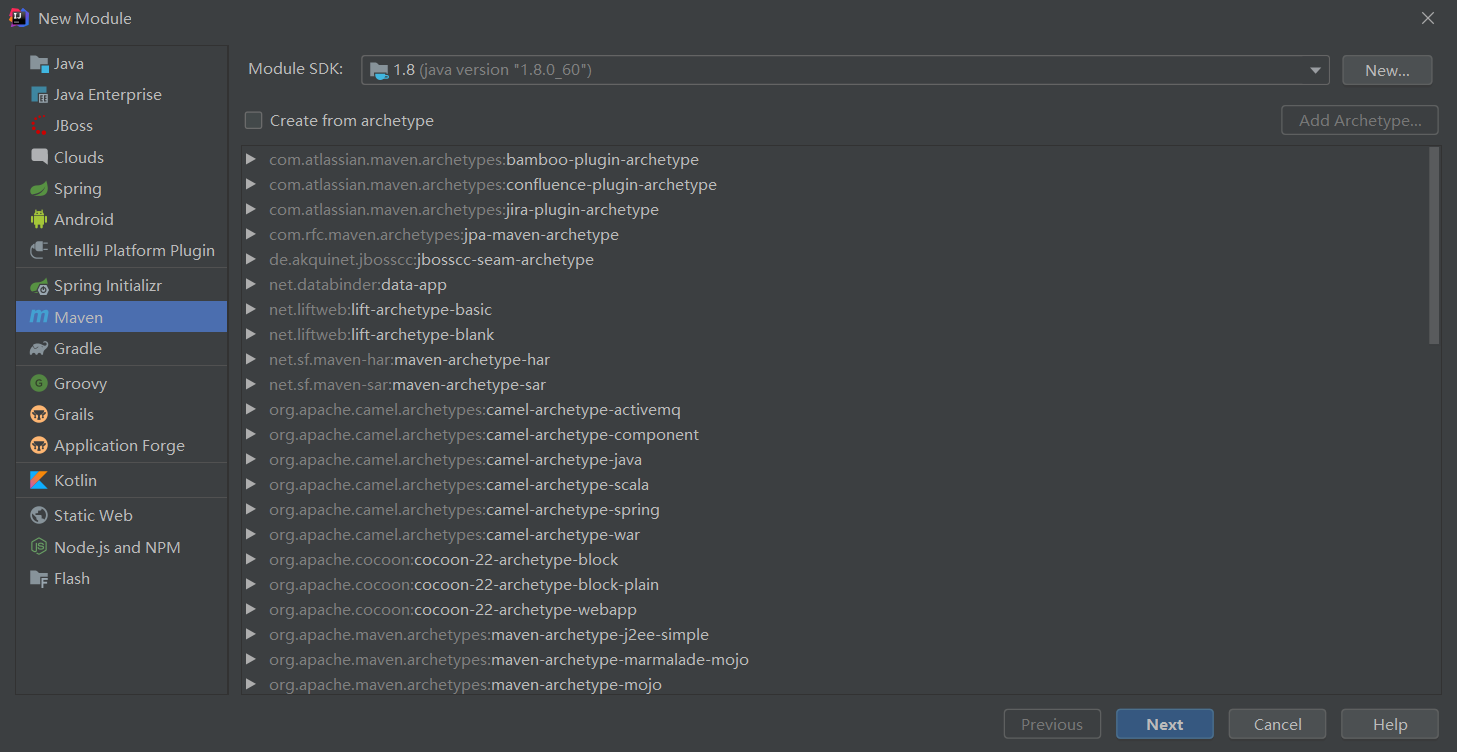 New Module
Java
Java Enterprise
JBoss
Clouds
Spring
Android
IntelliJ Platform Plugin
Spring Initializr
Maven
Gradle
Groovy
Grails
Application Forge
Kotlin
Static Web
Node.js and NPM
Flash
Module SDK: 1.8 (java version "1.8.0_60") New...
Create from archetype Add Archetype...
com.atlassian.maven.archetypes:bamboo-plugin-archetype
com.atlassian.maven.archetypes:confluence-plugin-archetype
com.atlassian.maven.archetypes:jira-plugin-archetype
com.rfc.maven.archetypes:jpa-maven-archetype
de.akquinet.jbosscc:jbosscc-seam-archetype
net.databinder:data-app
net.liftweb:lift-archetype-basic
net.liftweb:lift-archetype-blank
net.sf.maven-har:maven-archetype-har
net.sf.maven-sar:maven-archetype-sar
org.apache.camel.archetypes:camel-archetype-activemq
org.apache.camel.archetypes:camel-archetype-component
org.apache.camel.archetypes:camel-archetype-java
org.apache.camel.archetypes:camel-archetype-scala
org.apache.camel.archetypes:camel-archetype-spring
org.apache.camel.archetypes:camel-archetype-war
org.apache.cocoon:cocoon-22-archetype-block
org.apache.cocoon:cocoon-22-archetype-block-plain
org.apache.cocoon:cocoon-22-archetype-webapp
org.apache.maven.archetypes:maven-archetype-j2ee-simple
org.apache.maven.archetypes:maven-archetype-marmalade-mojo
org.apache.maven.archetypes:maven-archetype-mojo
Previous Next Cancel Help